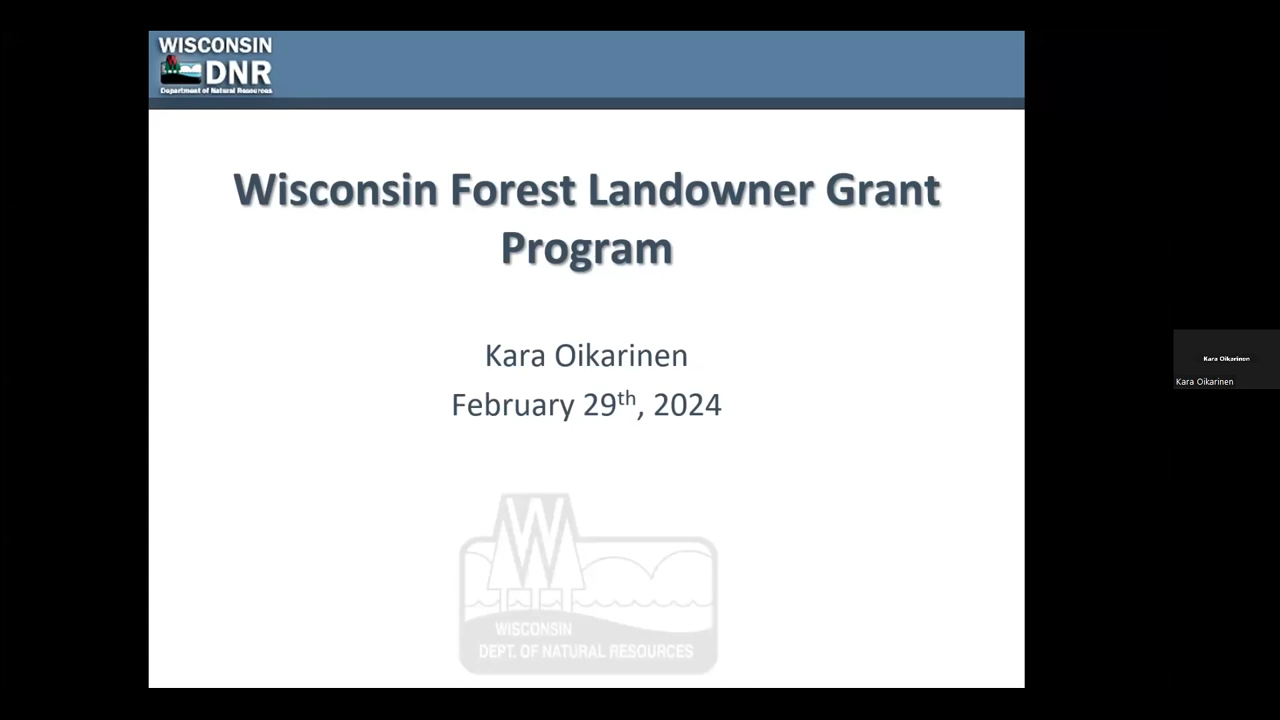 WISCONSIN
DNR
Department of Natural Resources
Wisconsin Forest Landowner Grant
Program
Kara Oikarinen
February 29th, 2024
WISCONSIN
DEPT. OF NATURAL RESOURCES
Kara Oikarinen
Kara Oikarinen